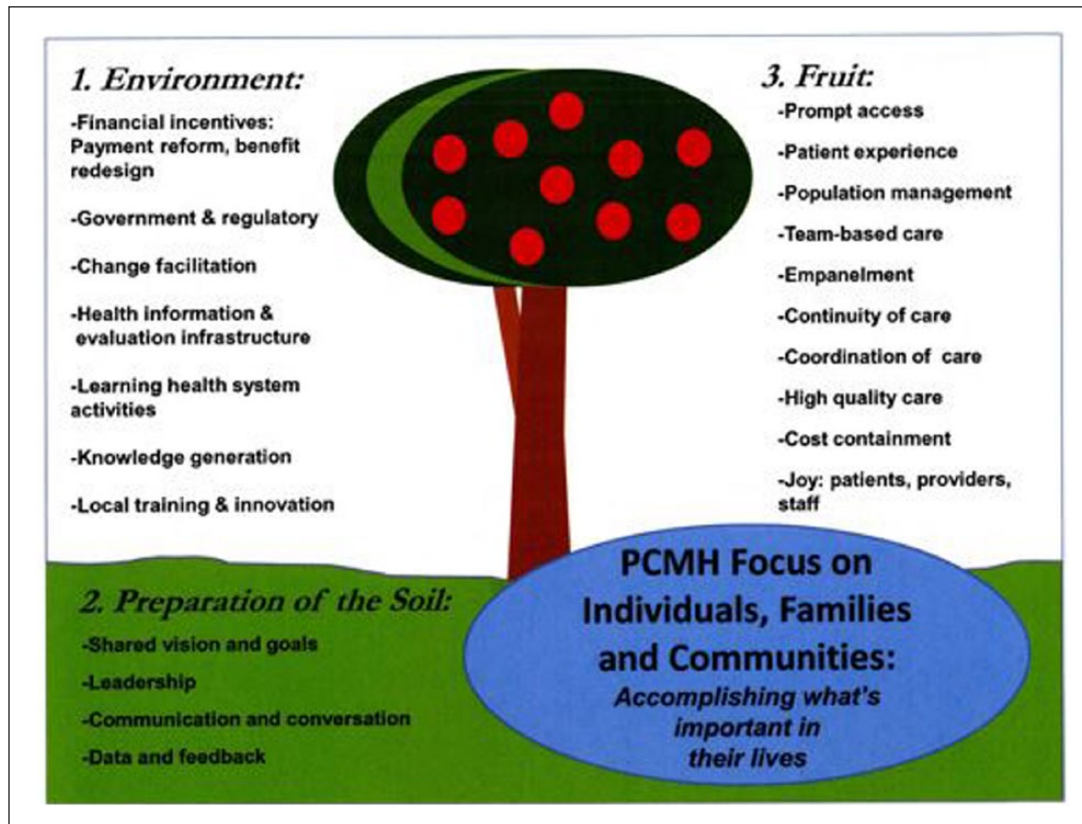 1. Environment:
-Financial incentives:
Payment reform, benefit
redesign
-Government & regulatory
-Change facilitation
-Health information &
evaluation infrastructure
-Learning health system
activities
-Knowledge generation
-Local training & innovation
3. Fruit:
-Prompt access
-Patient experience
-Population management
-Team-based care
-Empanelment
-Continuity of care
-Coordination of care
-High quality care
-Cost containment
-Joy: patients, providers,
staff
2. Preparation of the Soil:
-Shared vision and goals
-Leadership
-Communication and conversation
-Data and feedback
PCMH Focus on
Individuals, Families
and Communities:
Accomplishing what's
important in
their lives